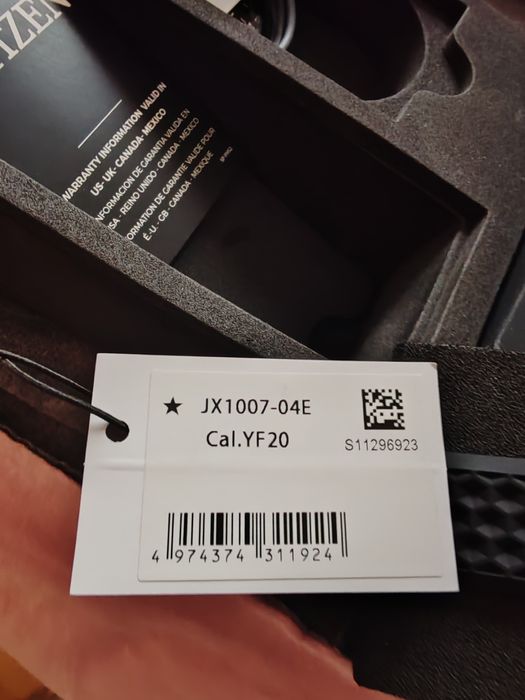 WARRANTY INFORMATION VALID IN
US-UK-CANADA-MEXICO
INFORMACION DE GARANTIA VALIDA EN
USA - REINO UNIDO - CANADA - MEXICO
INFORMATION DE GARANTIE VALIDE POUR
É.-U. - GB - CANADA - MEXIQUE
★ JX1007-04E
Cal.YF20
S11296923
4 974374 311924